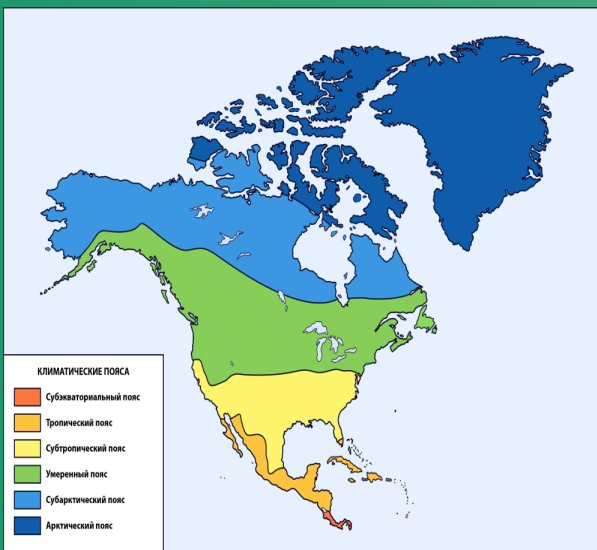 КЛИМАТИЧЕСКИЕ ПОЯСА
Субэкваториальный пояс
Тропический пояс
Субтропический пояс
Умеренный пояс
Субарктический пояс
Арктический пояс